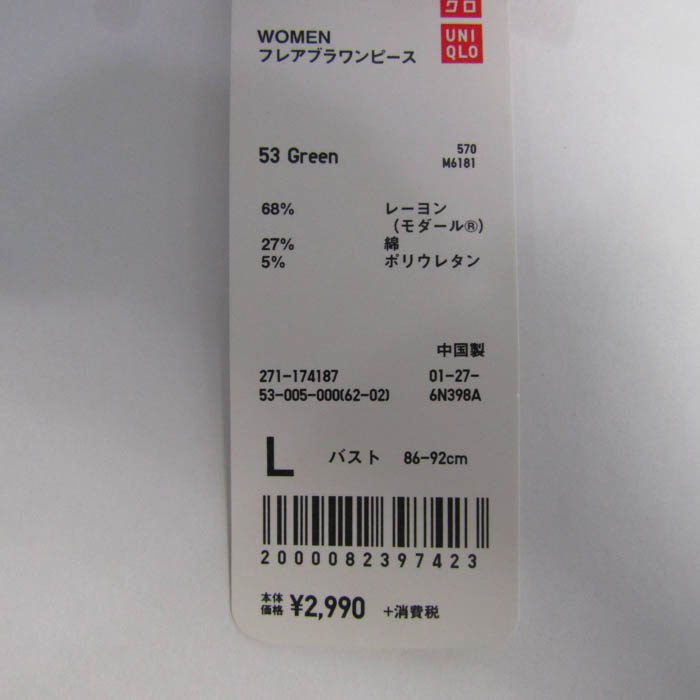 クロ
UNI
QLO
WOMEN
フレアブラワンピース
53 Green
570
M6181
68% レーヨン
(モダール®)
27% 綿
5% ポリウレタン
中国製
271-174187 01-27-
53-005-000(62-02) 6N398A
L バスト 86-92cm
2000082397423
本体
価格 ¥2,990 +消費税